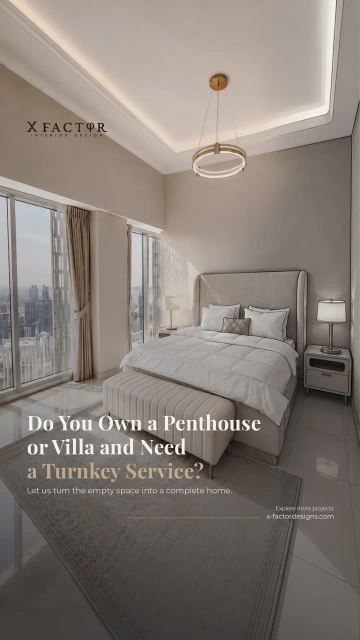 X FACTOR
INTERIOR DESIGN
Do You Own a Penthouse
or Villa and Need
a Turnkey Service?
Let us turn the empty space into a complete home.
Explore more projects
x-factordesigns.com